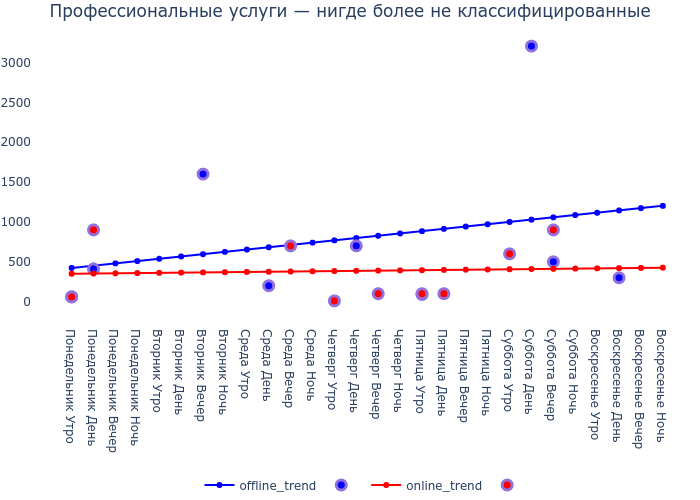 Профессиональные услуги — нигде более не классифицированные
3000
2500
2000
1500
1000
500
0
Понедельник Утро
Понедельник День
Понедельник Вечер
Понедельник Ночь
Вторник Утро
Вторник День
Вторник Вечер
Вторник Ночь
Среда Утро
Среда День
Среда Вечер
Среда Ночь
Четверг Утро
Четверг День
Четверг Вечер
Четверг Ночь
Пятница Утро
Пятница День
Пятница Вечер
Пятница Ночь
Суббота Утро
Суббота День
Суббота Вечер
Суббота Ночь
Воскресенье Утро
Воскресенье День
Воскресенье Вечер
Воскресенье Ночь
offline_trend
online_trend